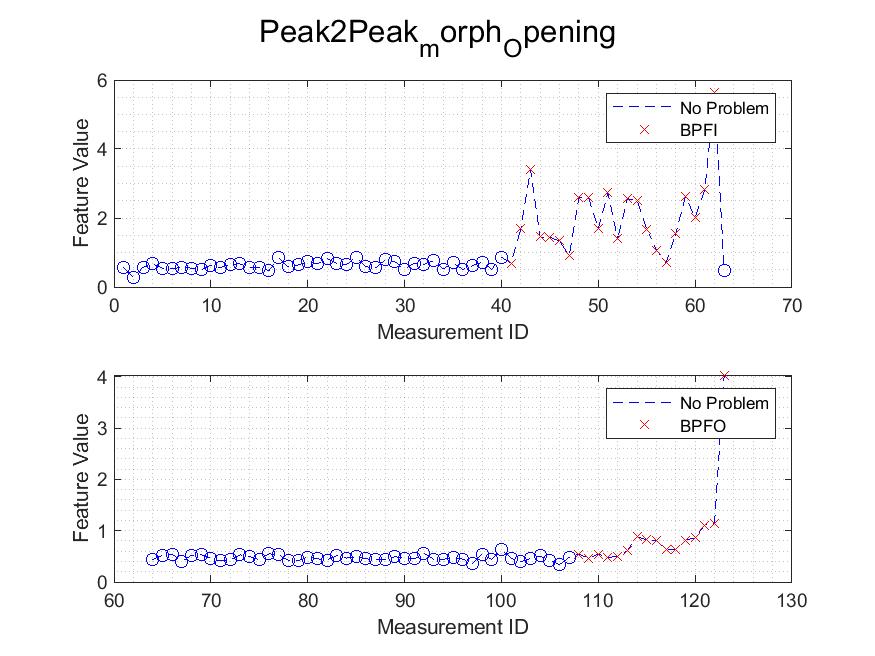 Peak2Peakmorph Opening
6
4
2
0
Feature Value
No Problem
BPFI
0 10 20 30 40 50 60 70
Measurement ID
4
3
2
1
0
Feature Value
No Problem
BPFO
60 70 80 90 100 110 120 130
Measurement ID